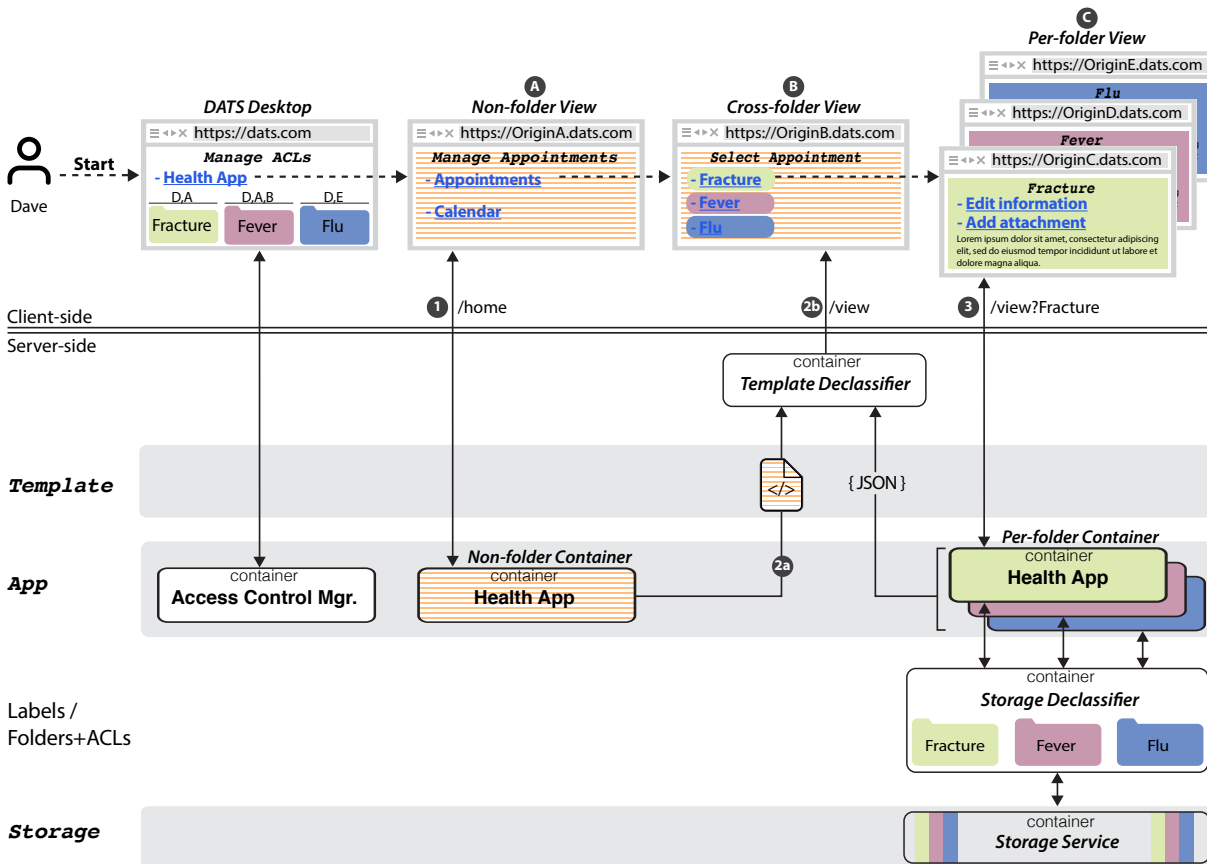 C
Per-folder View
https://OriginE.dats.com
Flu
https://OriginD.dats.com
Fever
A
B
DATS Desktop
Non-folder View
Cross-folder View
https://dats.com
https://OriginA.dats.com
https://OriginB.dats.com
https://OriginC.dats.com
Start
Dave
Manage ACLs
- Health App
D,A
D,A,B
D,E
Fracture
Fever
Flu
Manage Appointments
- Appointments
- Calendar
Select Appointment
- Fracture
- Fever
- Flu
Fracture
- Edit information
- Add attachment
Lorem ipsum dolor sit amet, consectetur adipiscing
elit, sed do eiusmod tempor incididunt ut labore et
dolore magna aliqua.
1 /home
2b /view
3 /view?Fracture
Client-side
Server-side
container
Template Declassifier
Template
</>
{ JSON }
App
container
Access Control Mgr.
Non-folder Container
container
Health App
2a
Per-folder Container
container
Health App
Labels /
Folders+ACLs
container
Storage Declassifier
Fracture
Fever
Flu
Storage
container
Storage Service